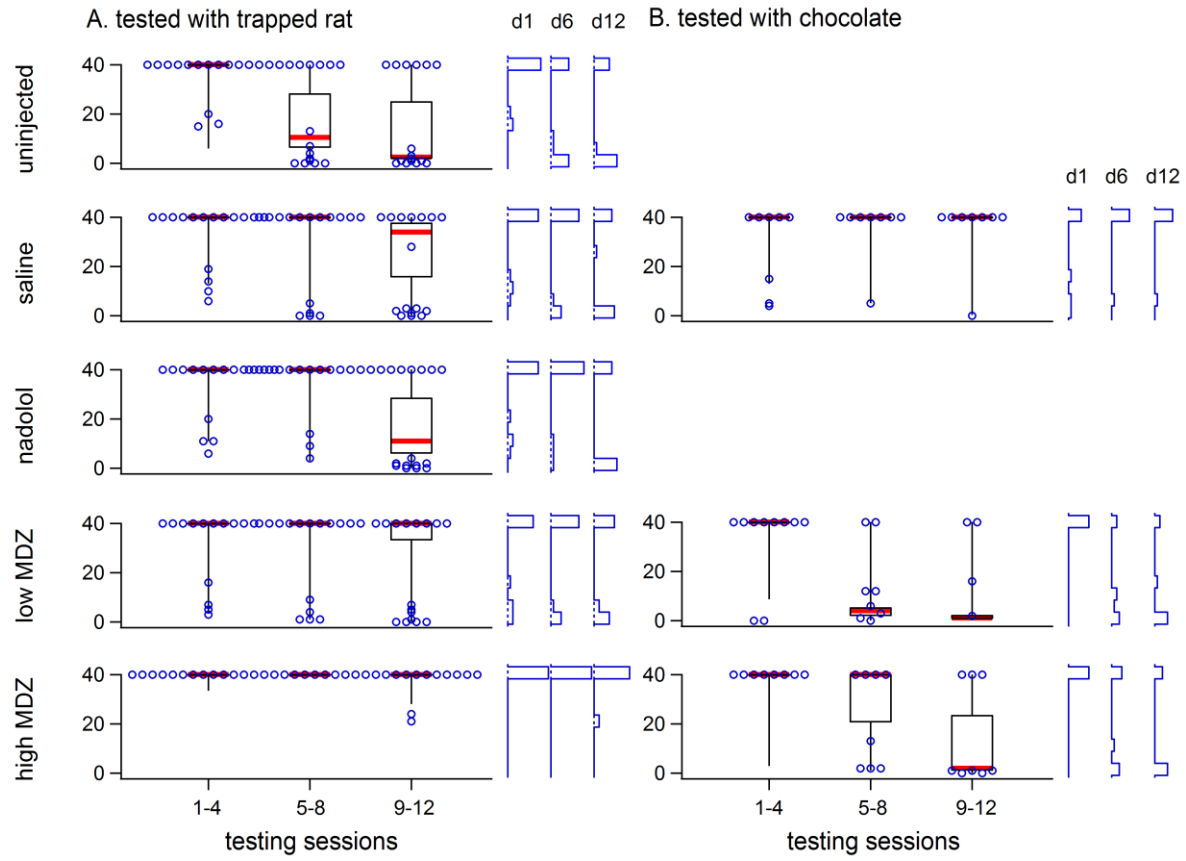 A. tested with trapped rat
d1 d6 d12
B. tested with chocolate
uninjected
40
20
0
d1 d6 d12
saline
40
20
0
40
20
0
nadolol
40
20
0
low MDZ
40
20
0
40
20
0
high MDZ
40
20
0
40
20
0
1-4 5-8 9-12
1-4 5-8 9-12
testing sessions
testing sessions